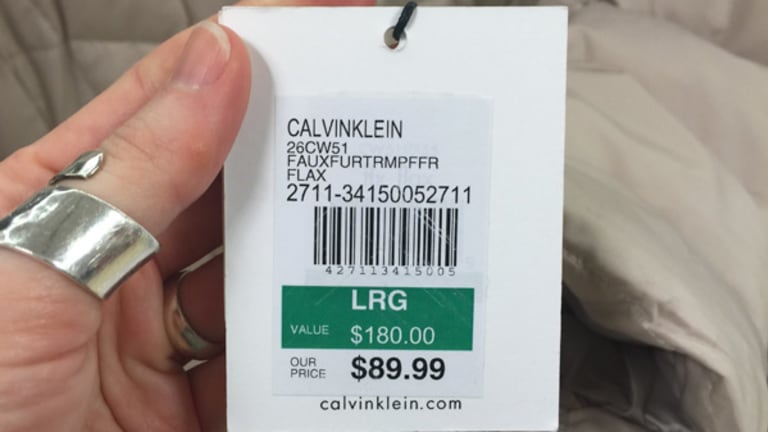 CALVINKLEIN
26CW51
FAUXFURTRMPFFR
FLAX
2711-34150052711
427113415005
LRG
VALUE $180.00
OUR PRICE $89.99
calvinklein.com